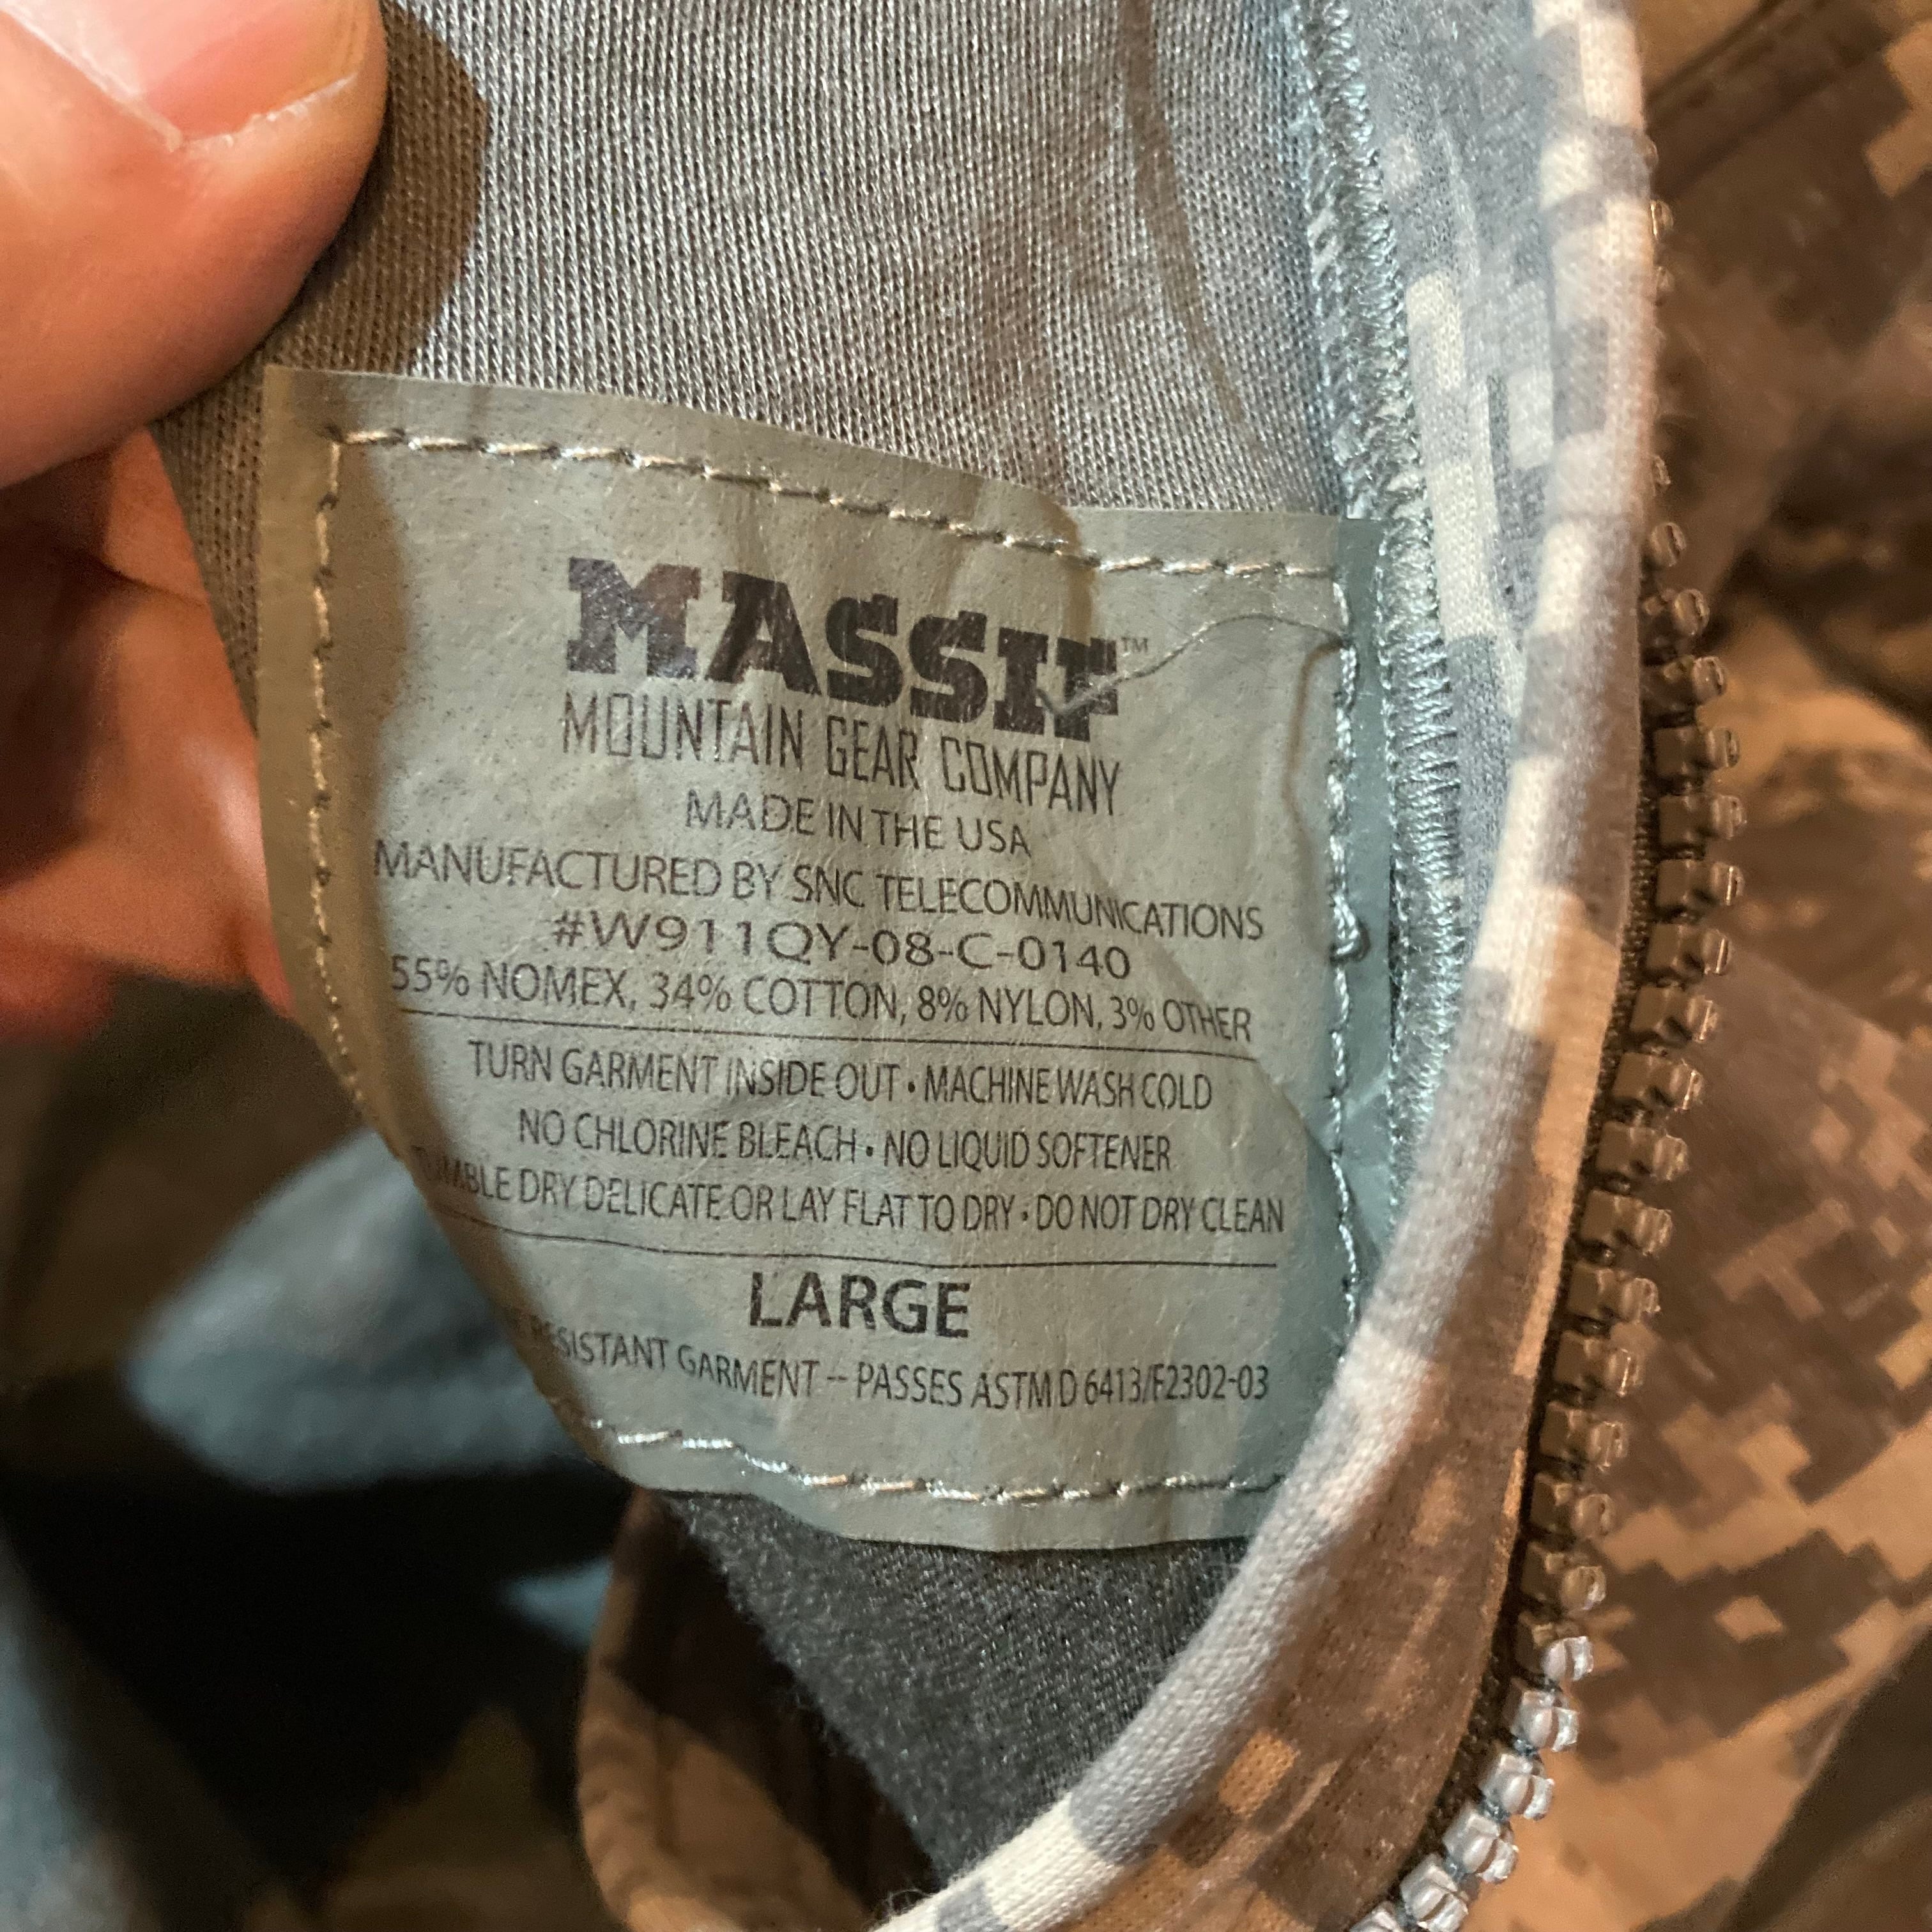 MASSIF™
MOUNTAIN GEAR COMPANY
MADE IN THE USA
MANUFACTURED BY SNC TELECOMMUNICATIONS
#W911QY-08-C-0140
55% NOMEX, 34% COTTON, 8% NYLON, 3% OTHER
TURN GARMENT INSIDE OUT • MACHINE WASH COLD
NO CHLORINE BLEACH • NO LIQUID SOFTENER
TUMBLE DRY DELICATE OR LAY FLAT TO DRY • DO NOT DRY CLEAN
LARGE
RESISTANT GARMENT -- PASSES ASTM D 6413/F2302-03